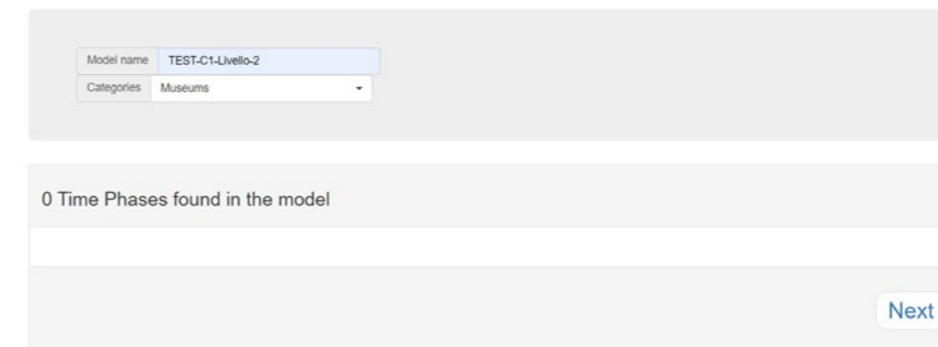 Model name TEST-C1-Livello-2
Categories Museums
0 Time Phases found in the model
Next